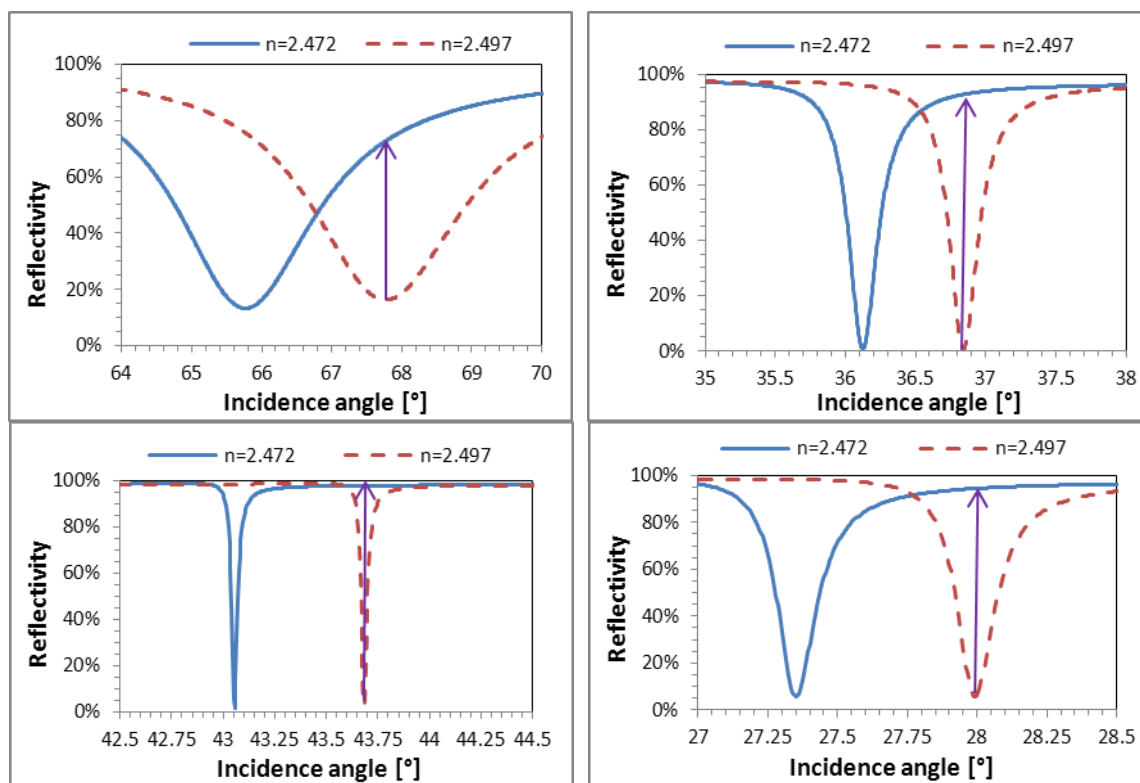 n=2.472 n=2.497
100%
80%
60%
40%
20%
0%
Reflectivity
64 65 66 67 68 69 70
Incidence angle [°]
n=2.472 n=2.497
100%
80%
60%
40%
20%
0%
Reflectivity
35 35.5 36 36.5 37 37.5 38
Incidence angle [°]
n=2.472 n=2.497
100%
80%
60%
40%
20%
0%
Reflectivity
42.5 42.75 43 43.25 43.5 43.75 44 44.25 44.5
Incidence angle [°]
n=2.472 n=2.497
100%
80%
60%
40%
20%
0%
Reflectivity
27 27.25 27.5 27.75 28 28.25 28.5
Incidence angle [°]